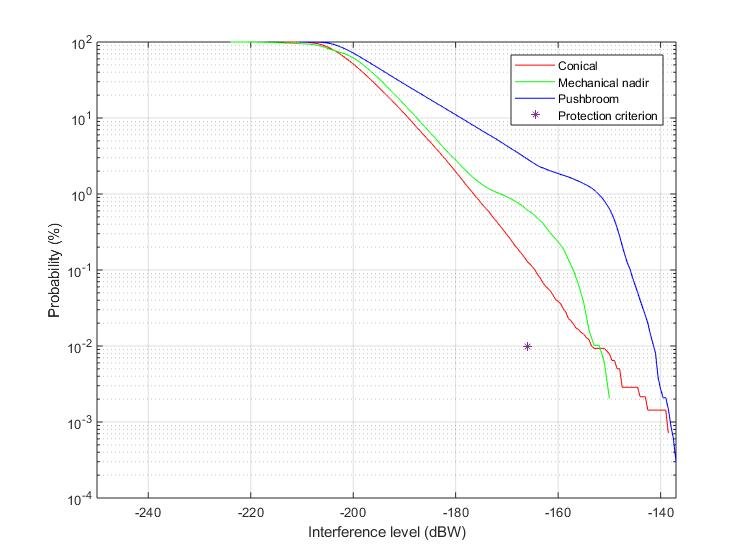 10^2
10^1
10^0
10^-1
10^-2
10^-3
10^-4
Probability (%)
Conical
Mechanical nadir
Pushbroom
Protection criterion
-240 -220 -200 -180 -160 -140
Interference level (dBW)